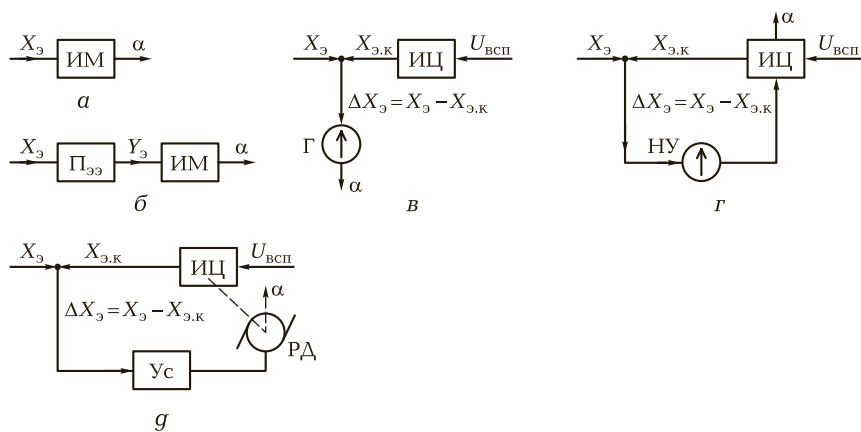 Xэ ИМ α
а
Xэ Пээ Yэ ИМ α
б
Xэ Xэ.к ИЦ Uвсп
ΔXэ = Xэ – Xэ.к
Г
α
в
α
Xэ Xэ.к ИЦ Uвсп
ΔXэ = Xэ – Xэ.к
НУ
г
Xэ Xэ.к ИЦ Uвсп
α
ΔXэ = Xэ – Xэ.к
РД
Ус
д